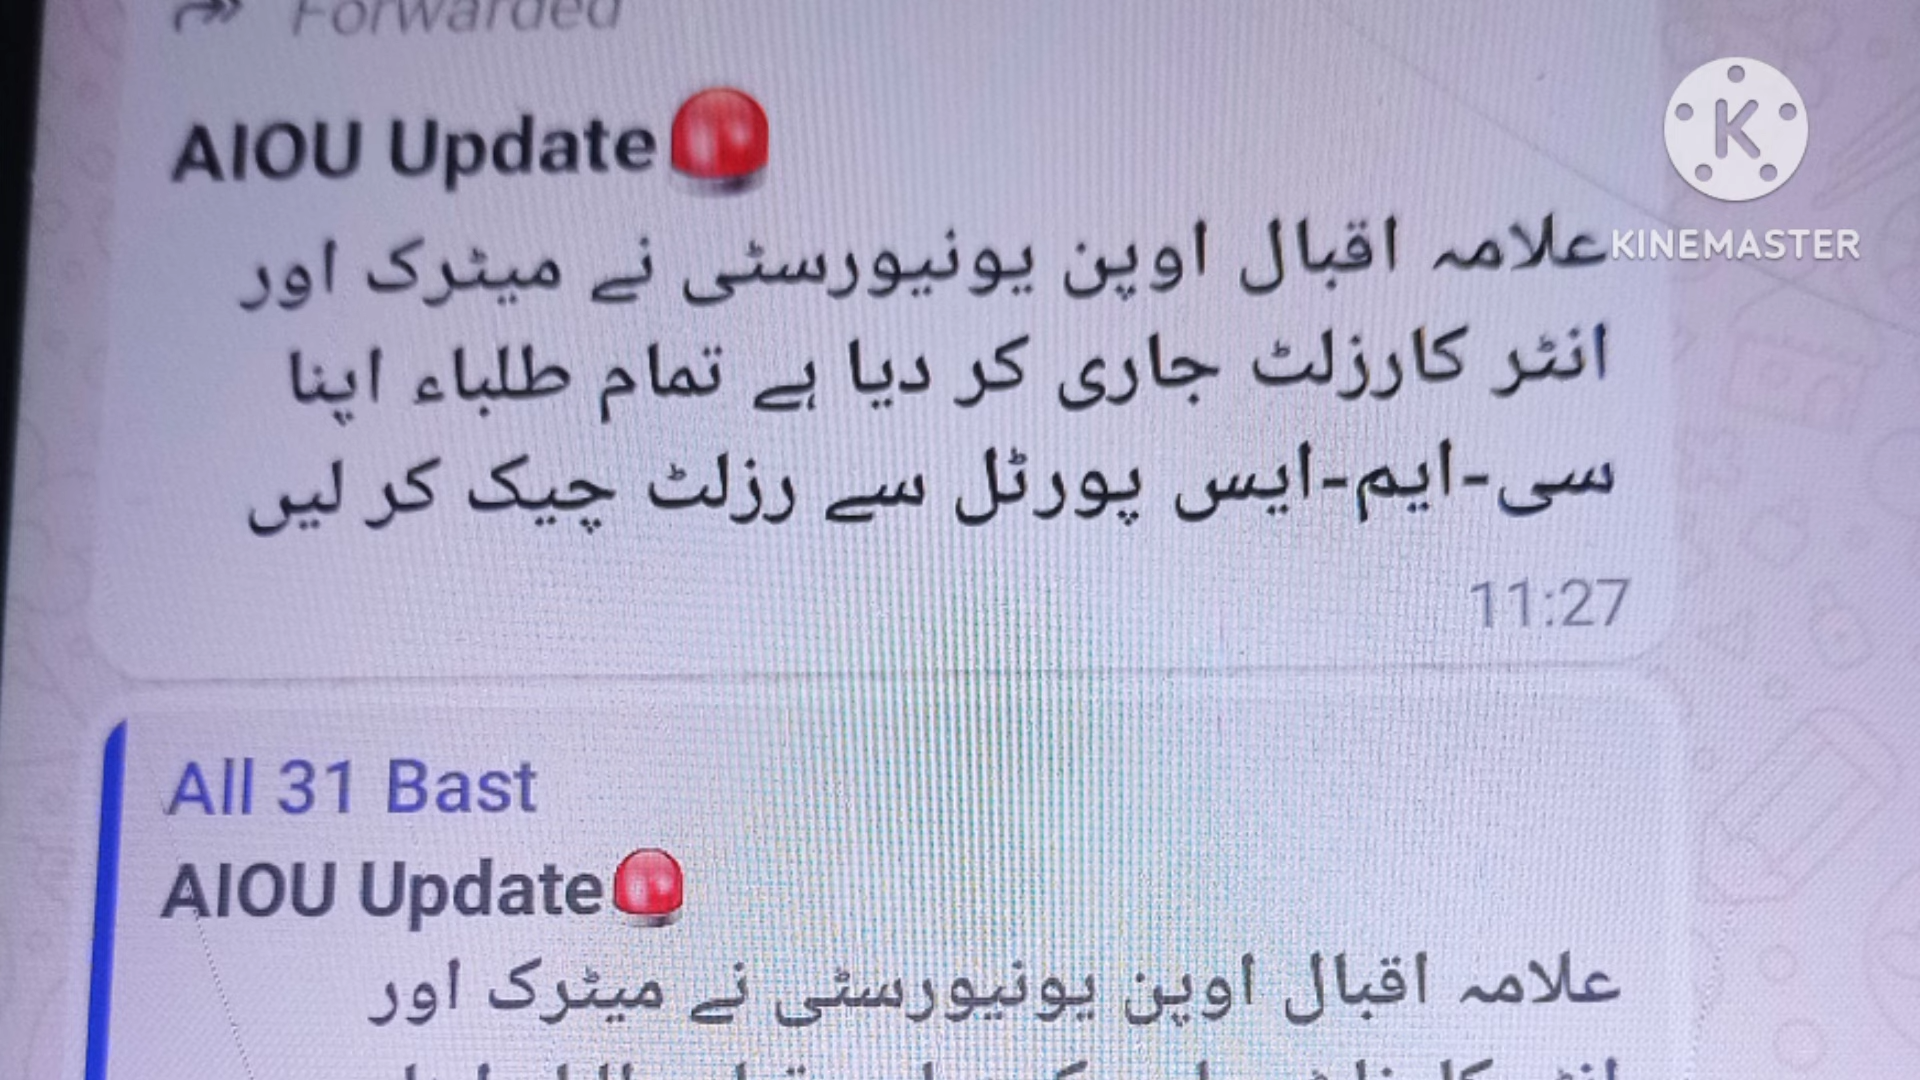 Forwarded
AIOU Update
علامہ اقبال اوپن یونیورسٹی نے میٹرک اور
انٹر کارزلٹ جاری کر دیا ہے تمام طلباء اپنا
سی-ایم-ایس پورٹل سے رزلٹ چیک کر لیں
11:27
KINEMASTER
All 31 Bast
AIOU Update
علامہ اقبال اوپن یونیورسٹی نے میٹرک اور